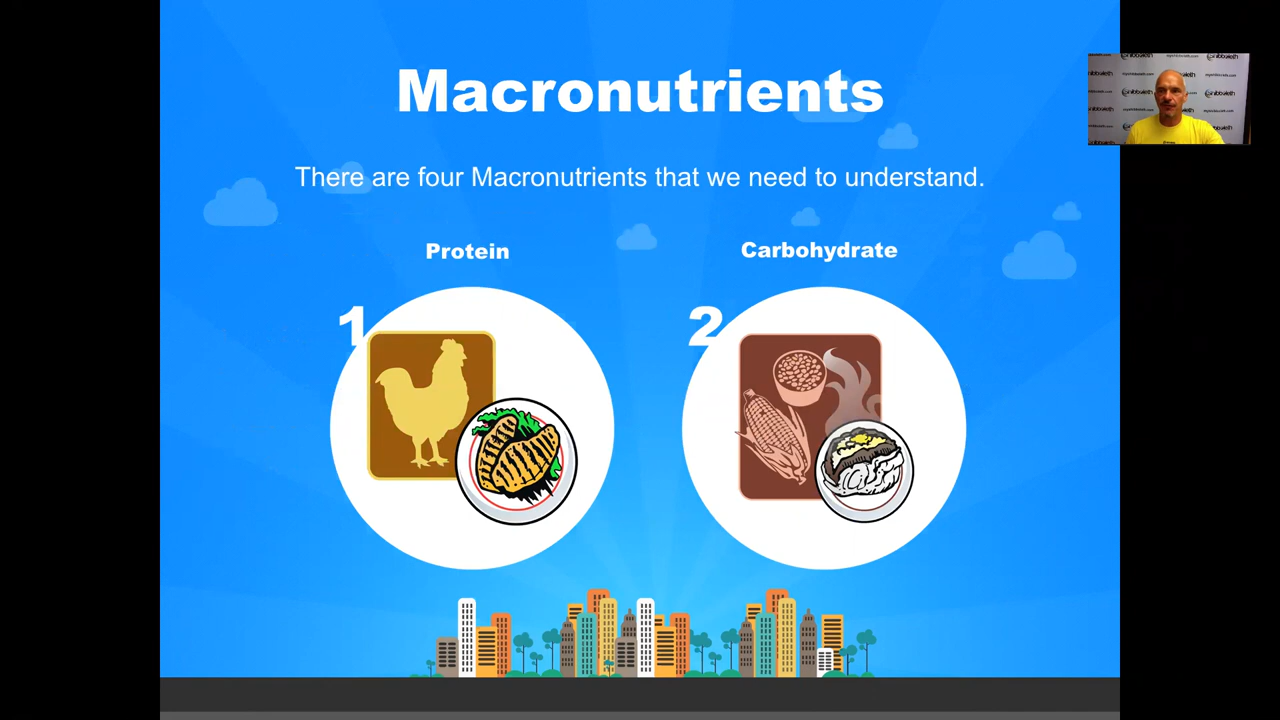 Macronutrients
There are four Macronutrients that we need to understand.
Protein
Carbohydrate
1
2